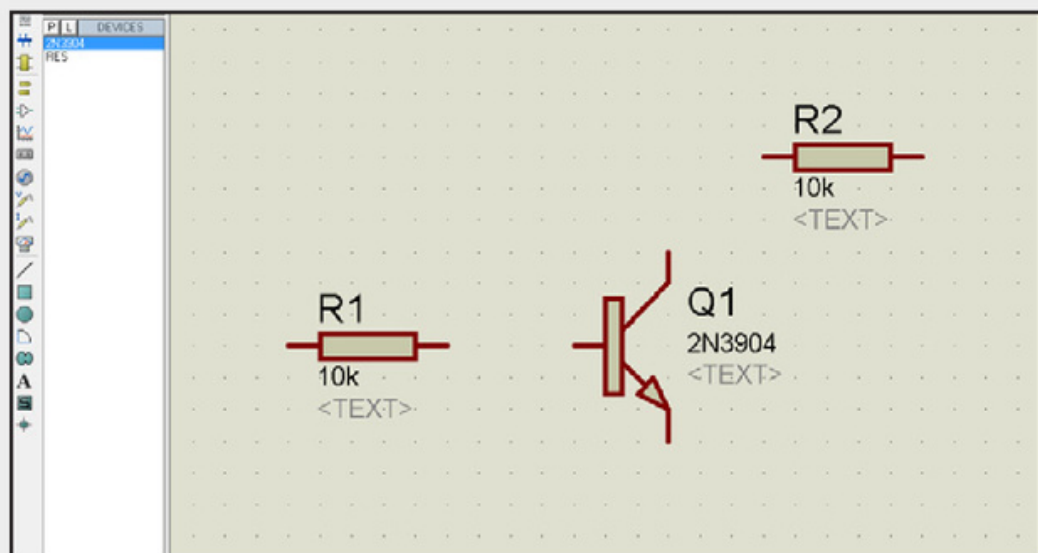 P L DEVICES
2N3904
RES
R2
10k
<TEXT>
R1
10k
<TEXT>
Q1
2N3904
<TEXT>
A
S